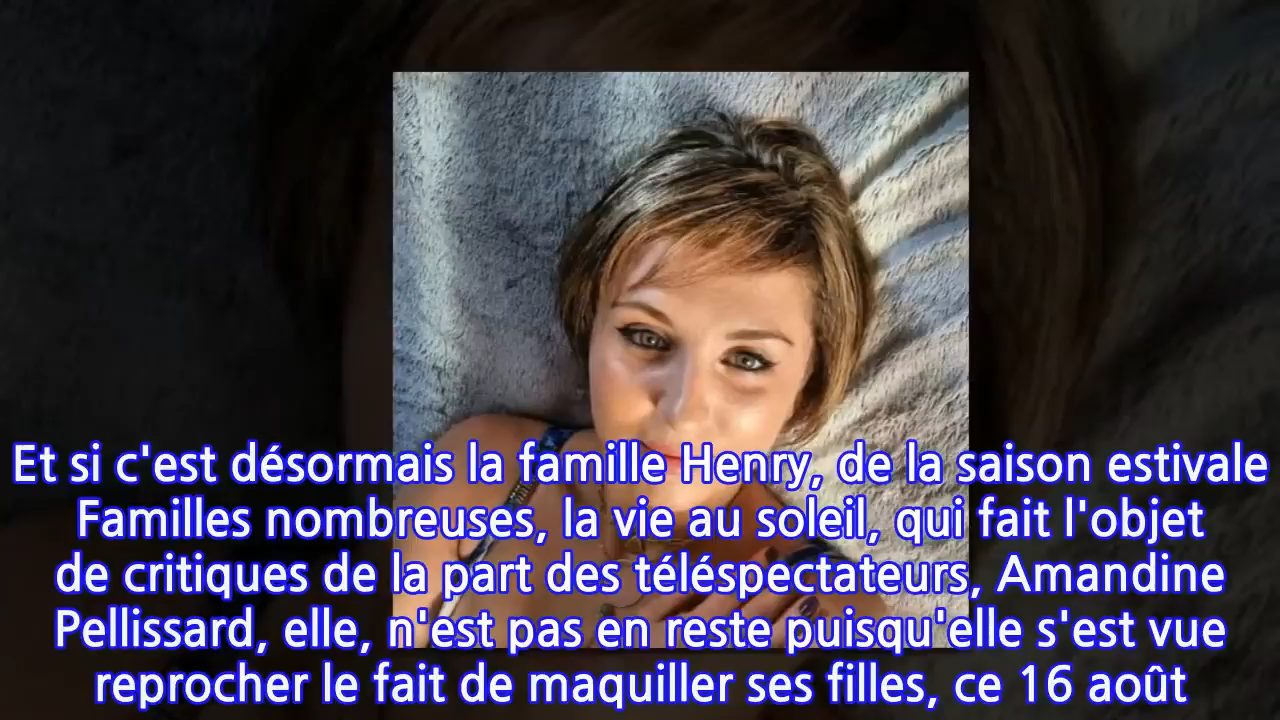 Et si c'est désormais la famille Henry, de la saison estivale
Familles nombreuses, la vie au soleil, qui fait l'objet
de critiques de la part des téléspectateurs, Amandine
Pellissard, elle, n'est pas en reste puisqu'elle s'est vue
reprocher le fait de maquiller ses filles, ce 16 août